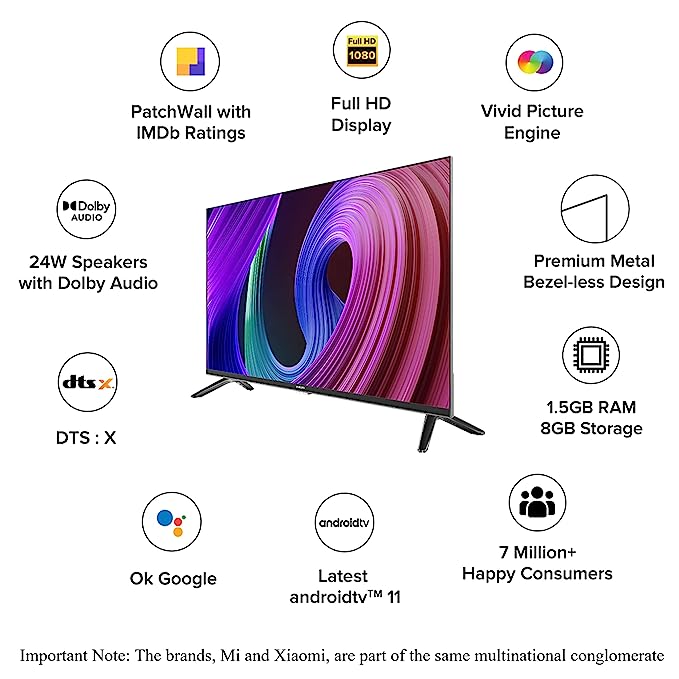 Full HD
1080
PatchWall with
IMDb Ratings
Full HD
Display
Vivid Picture
Engine
Dolby
AUDIO
24W Speakers
with Dolby Audio
Premium Metal
Bezel-less Design
dts X
DTS : X
1.5GB RAM
8GB Storage
Ok Google
androidtv
Latest
androidtv™ 11
7 Million+
Happy Consumers
Important Note: The brands, Mi and Xiaomi, are part of the same multinational conglomerate